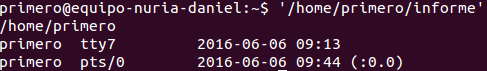 primero@equipo-nuria-daniel:~$ '/home/primero/informe'
/home/primero
primero  tty7         2016-06-06 09:13
primero  pts/0        2016-06-06 09:44 (:0.0)